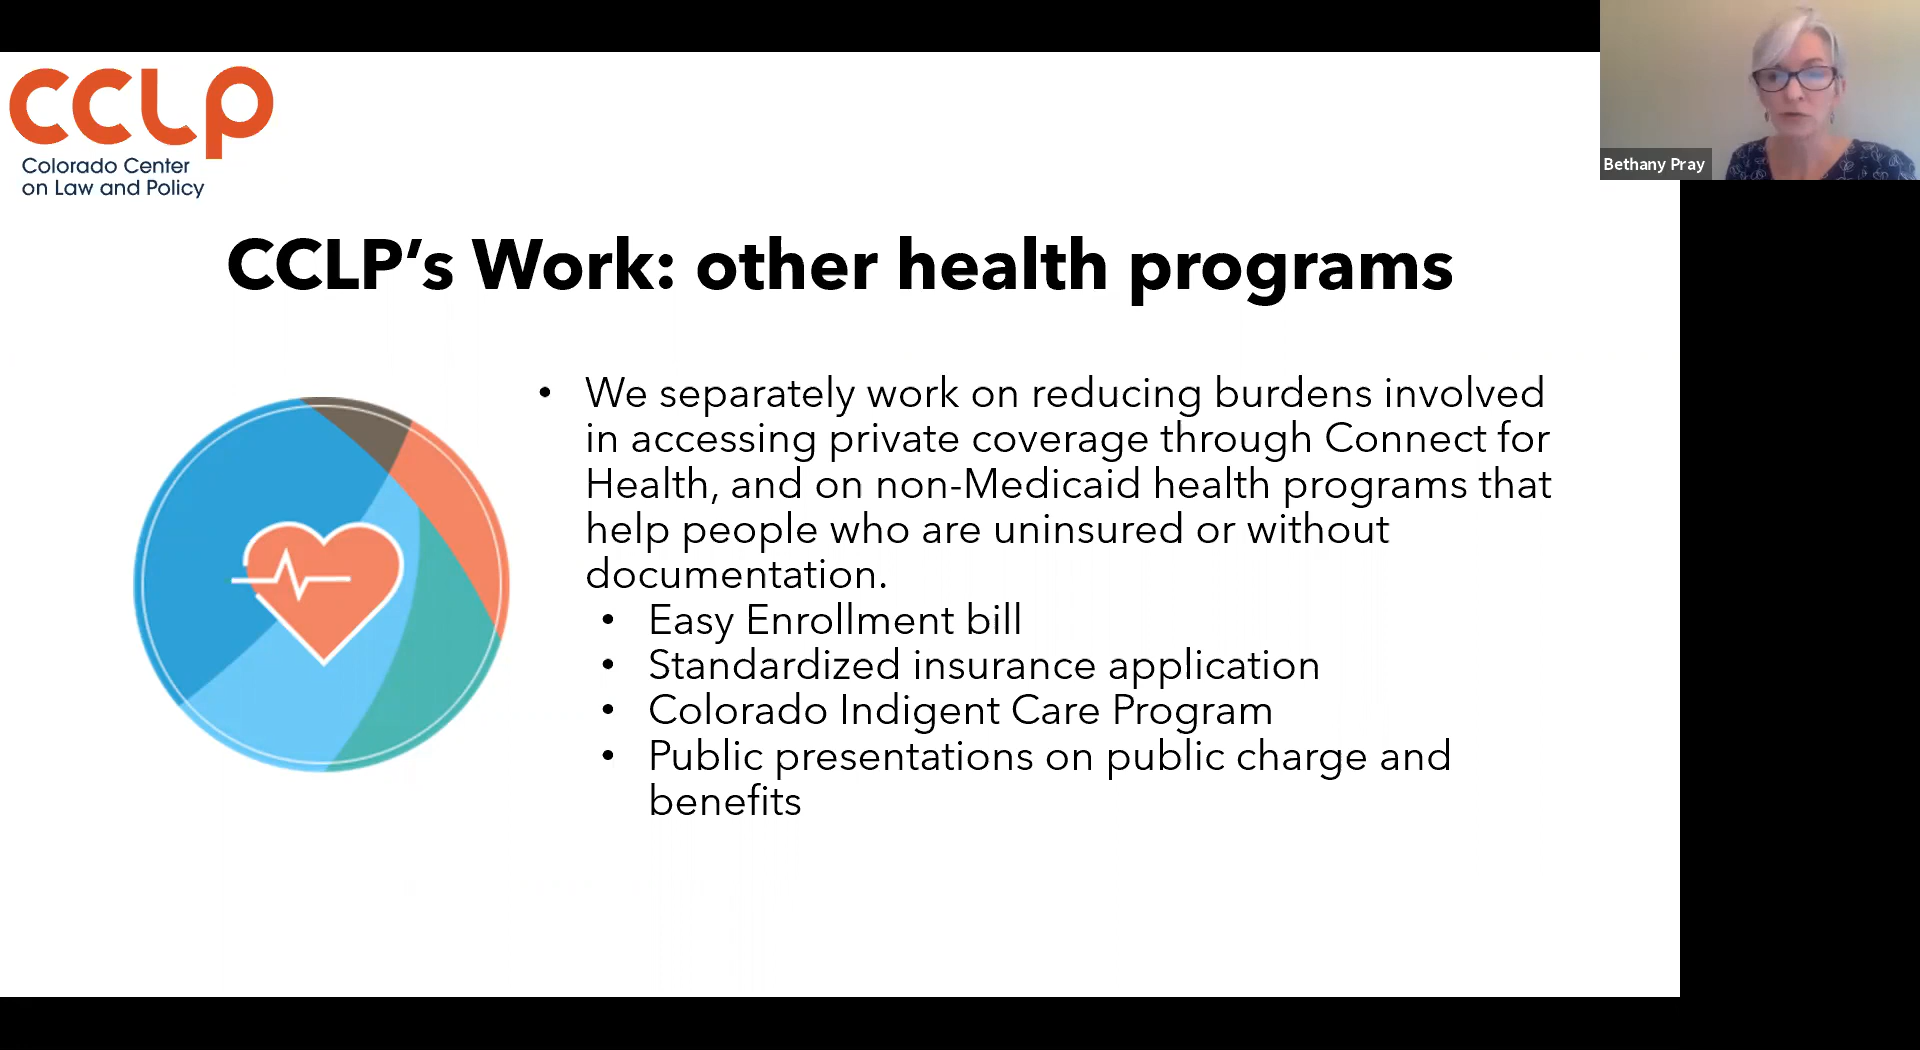 CCLP
Colorado Center
on Law and Policy
Bethany Pray
CCLP’s Work: other health programs
• We separately work on reducing burdens involved
in accessing private coverage through Connect for
Health, and on non-Medicaid health programs that
help people who are uninsured or without
documentation.
• Easy Enrollment bill
• Standardized insurance application
• Colorado Indigent Care Program
• Public presentations on public charge and
benefits